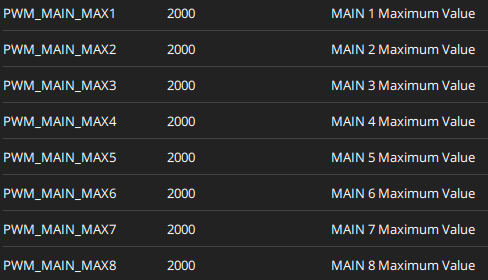 PWM_MAIN_MAX1 2000 MAIN 1 Maximum Value
PWM_MAIN_MAX2 2000 MAIN 2 Maximum Value
PWM_MAIN_MAX3 2000 MAIN 3 Maximum Value
PWM_MAIN_MAX4 2000 MAIN 4 Maximum Value
PWM_MAIN_MAX5 2000 MAIN 5 Maximum Value
PWM_MAIN_MAX6 2000 MAIN 6 Maximum Value
PWM_MAIN_MAX7 2000 MAIN 7 Maximum Value
PWM_MAIN_MAX8 2000 MAIN 8 Maximum Value